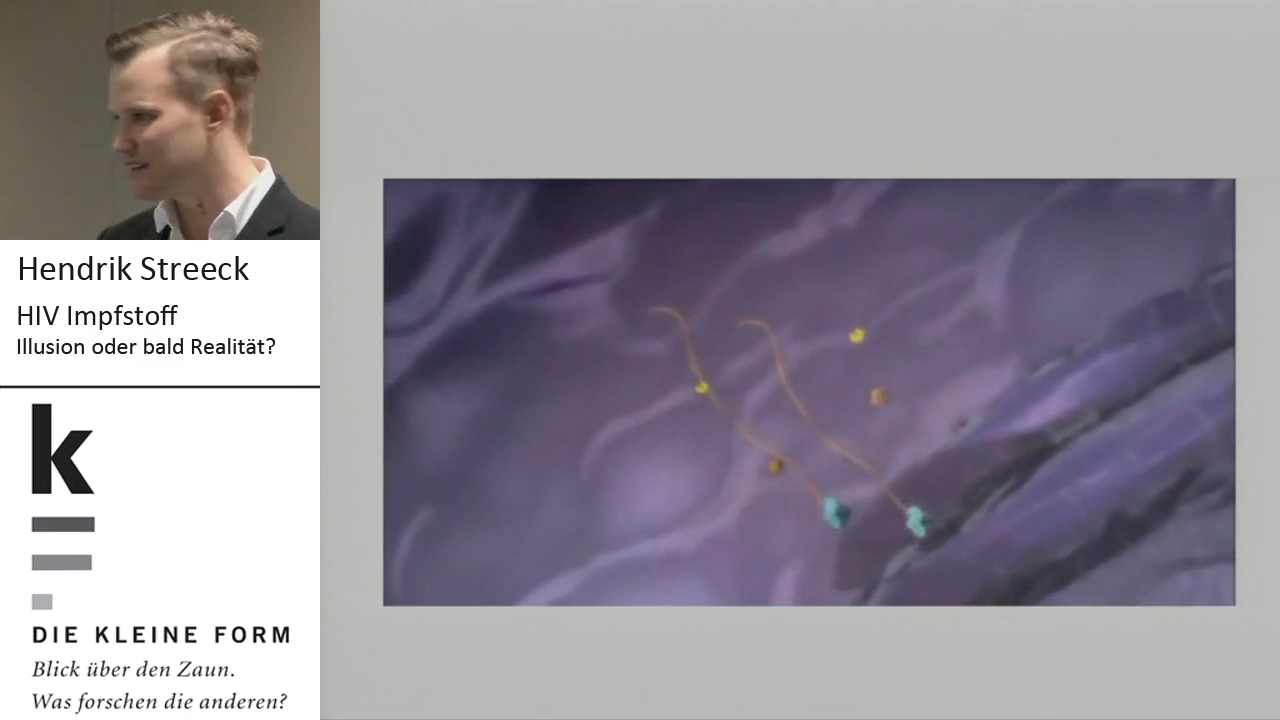 Hendrik Streeck
HIV Impfstoff
Illusion oder bald Realität?
k
DIE KLEINE FORM
Blick über den Zaun.
Was forschen die anderen?